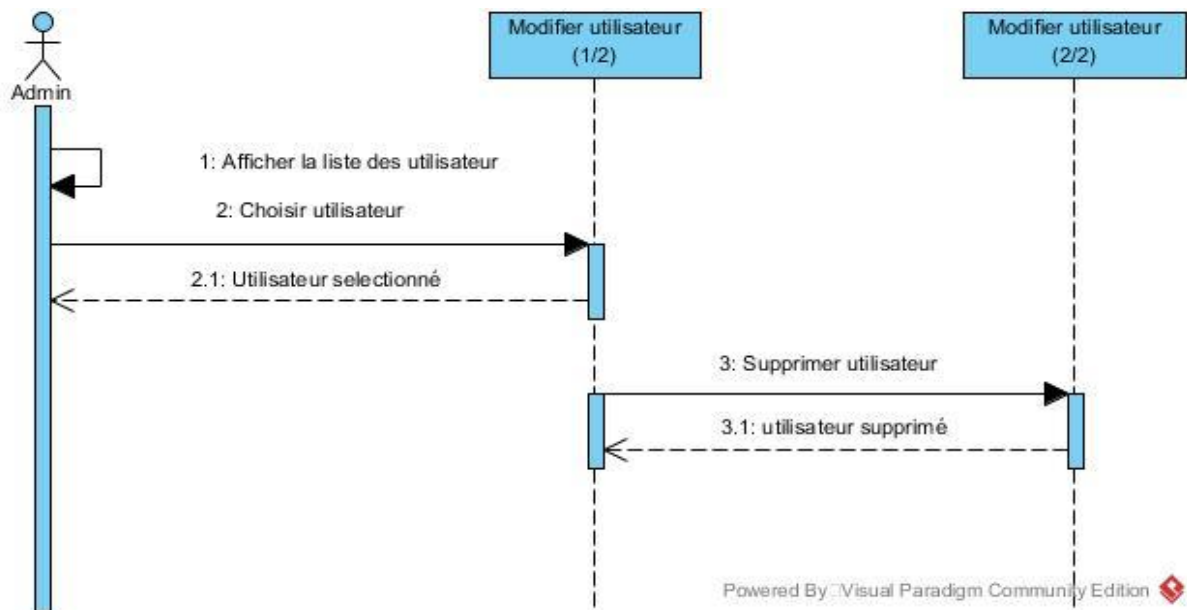 Modifier utilisateur
(1/2)
Modifier utilisateur
(2/2)
Admin
1: Afficher la liste des utilisateur
2: Choisir utilisateur
2.1: Utilisateur selectionné
3: Supprimer utilisateur
3.1: utilisateur supprimé
Powered By Visual Paradigm Community Edition